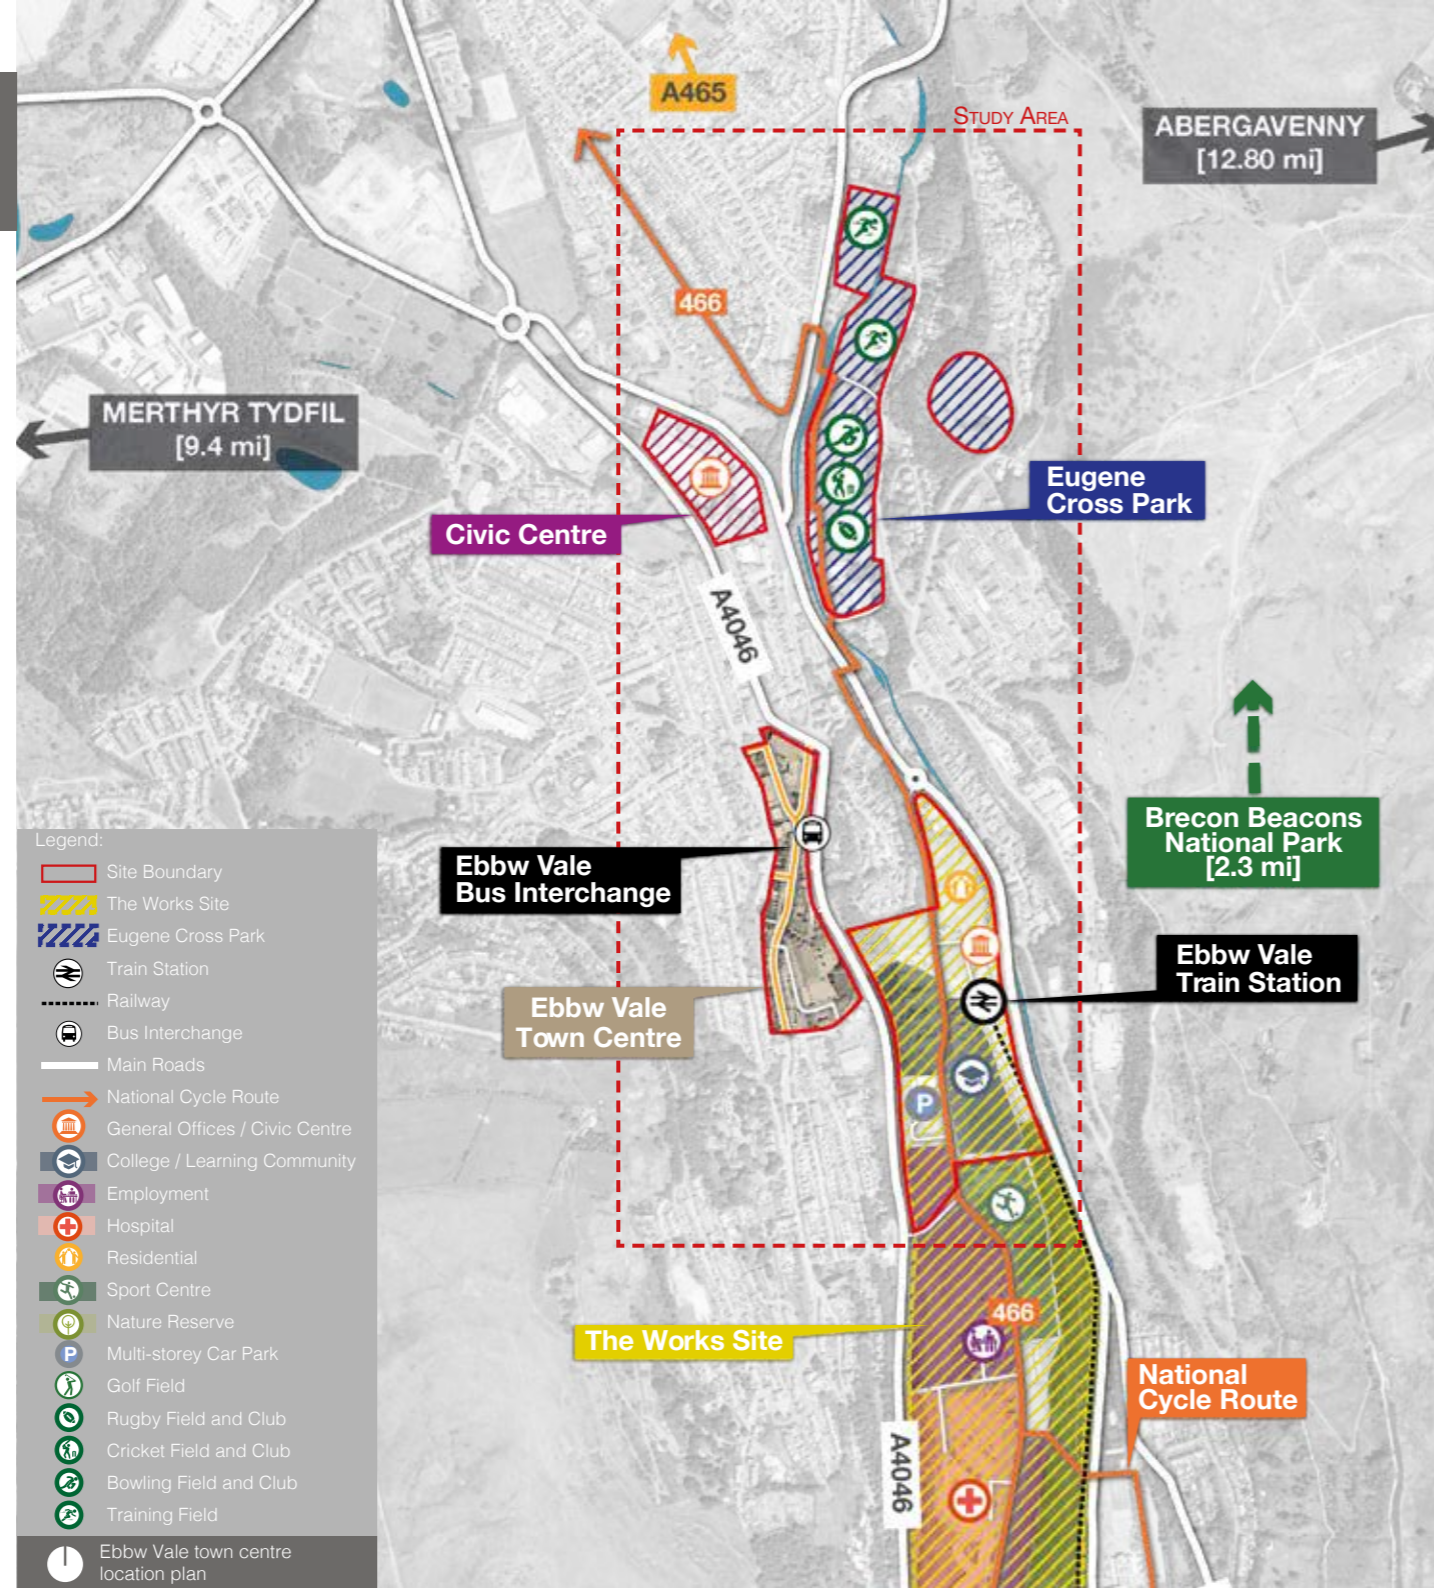 A465
STUDY AREA
ABERGAVENNY
[12.80 mi]
466
MERTHYR TYDFIL
[9.4 mi]
Eugene
Cross Park
Civic Centre
A4046
Brecon Beacons
National Park
[2.3 mi]
Ebbw Vale
Bus Interchange
Ebbw Vale
Train Station
Ebbw Vale
Town Centre
P
466
The Works Site
National
Cycle Route
A4046
Legend:
Site Boundary
The Works Site
Eugene Cross Park
Train Station
Railway
Bus Interchange
Main Roads
National Cycle Route
General Offices / Civic Centre
College / Learning Community
Employment
Hospital
Residential
Sport Centre
Nature Reserve
P Multi-storey Car Park
Golf Field
Rugby Field and Club
Cricket Field and Club
Bowling Field and Club
Training Field
Ebbw Vale town centre
location plan